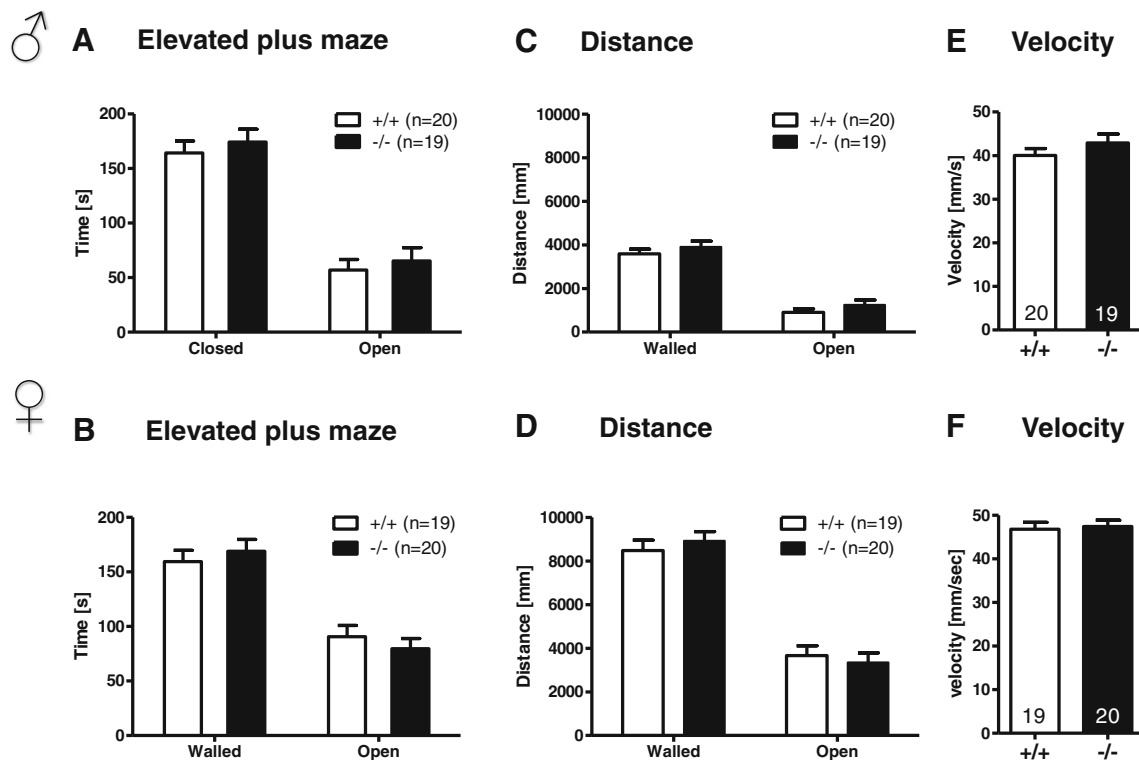 ♂ A Elevated plus maze
Time [s]
200
150
100
50
0
+/+ (n=20)
-/- (n=19)
Closed Open
C Distance
Distance [mm]
10000
8000
6000
4000
2000
0
+/+ (n=20)
-/- (n=19)
Walled Open
E Velocity
Velocity [mm/s]
50
40
30
20
10
0
20 19
+/+ -/-
♀ B Elevated plus maze
Time [s]
200
150
100
50
0
+/+ (n=19)
-/- (n=20)
Walled Open
D Distance
Distance [mm]
10000
8000
6000
4000
2000
0
+/+ (n=19)
-/- (n=20)
Walled Open
F Velocity
velocity [mm/sec]
50
40
30
20
10
0
19 20
+/+ -/-